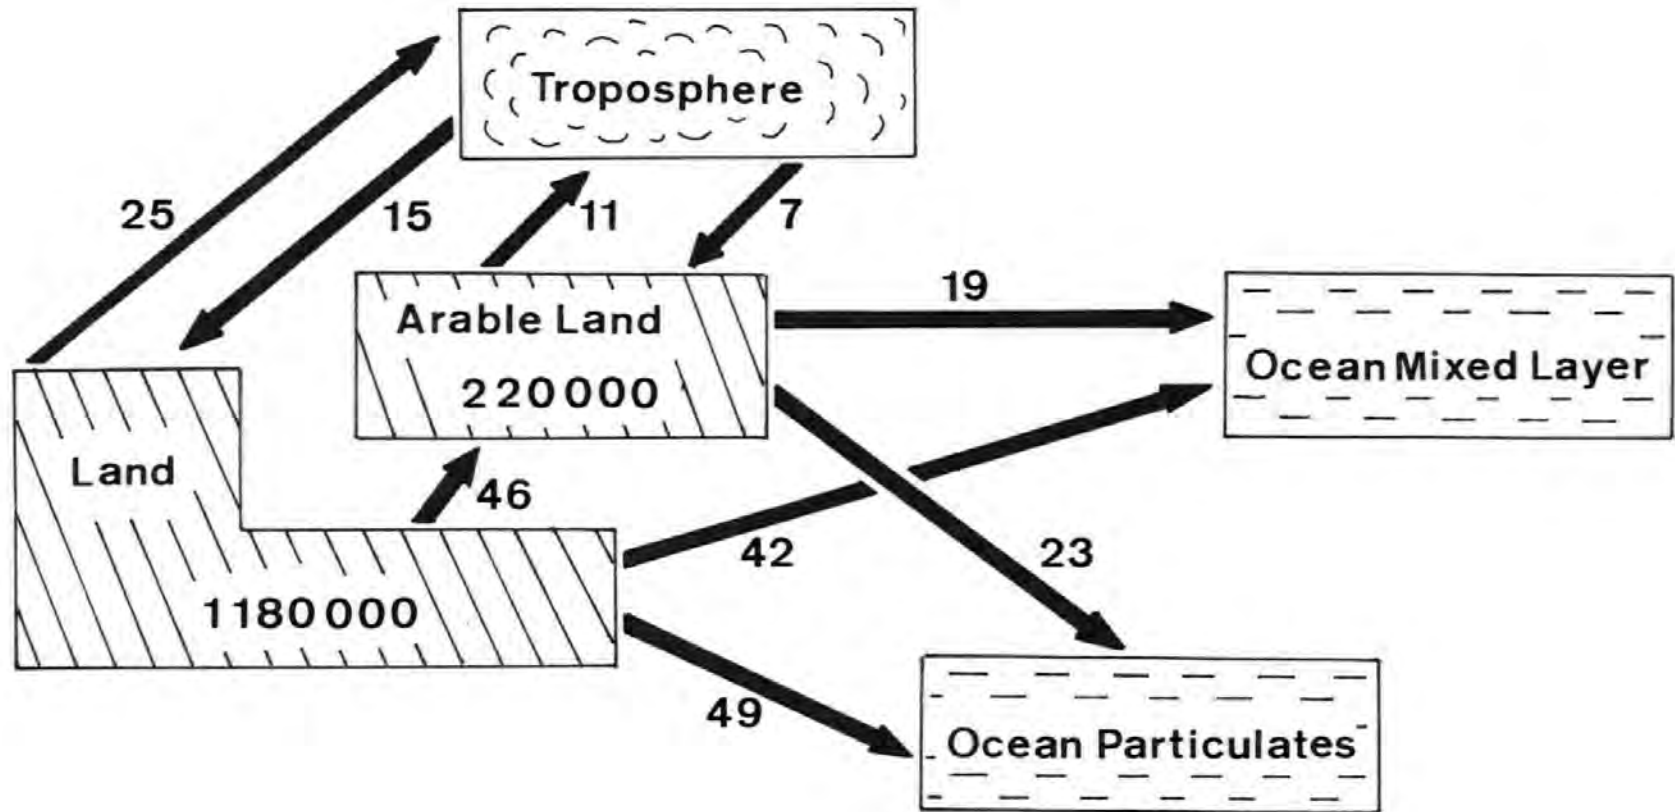 Troposphere
25
15
11
7
Arable Land
220000
19
Ocean Mixed Layer
Land
46
1180000
42
23
49
Ocean Particulates